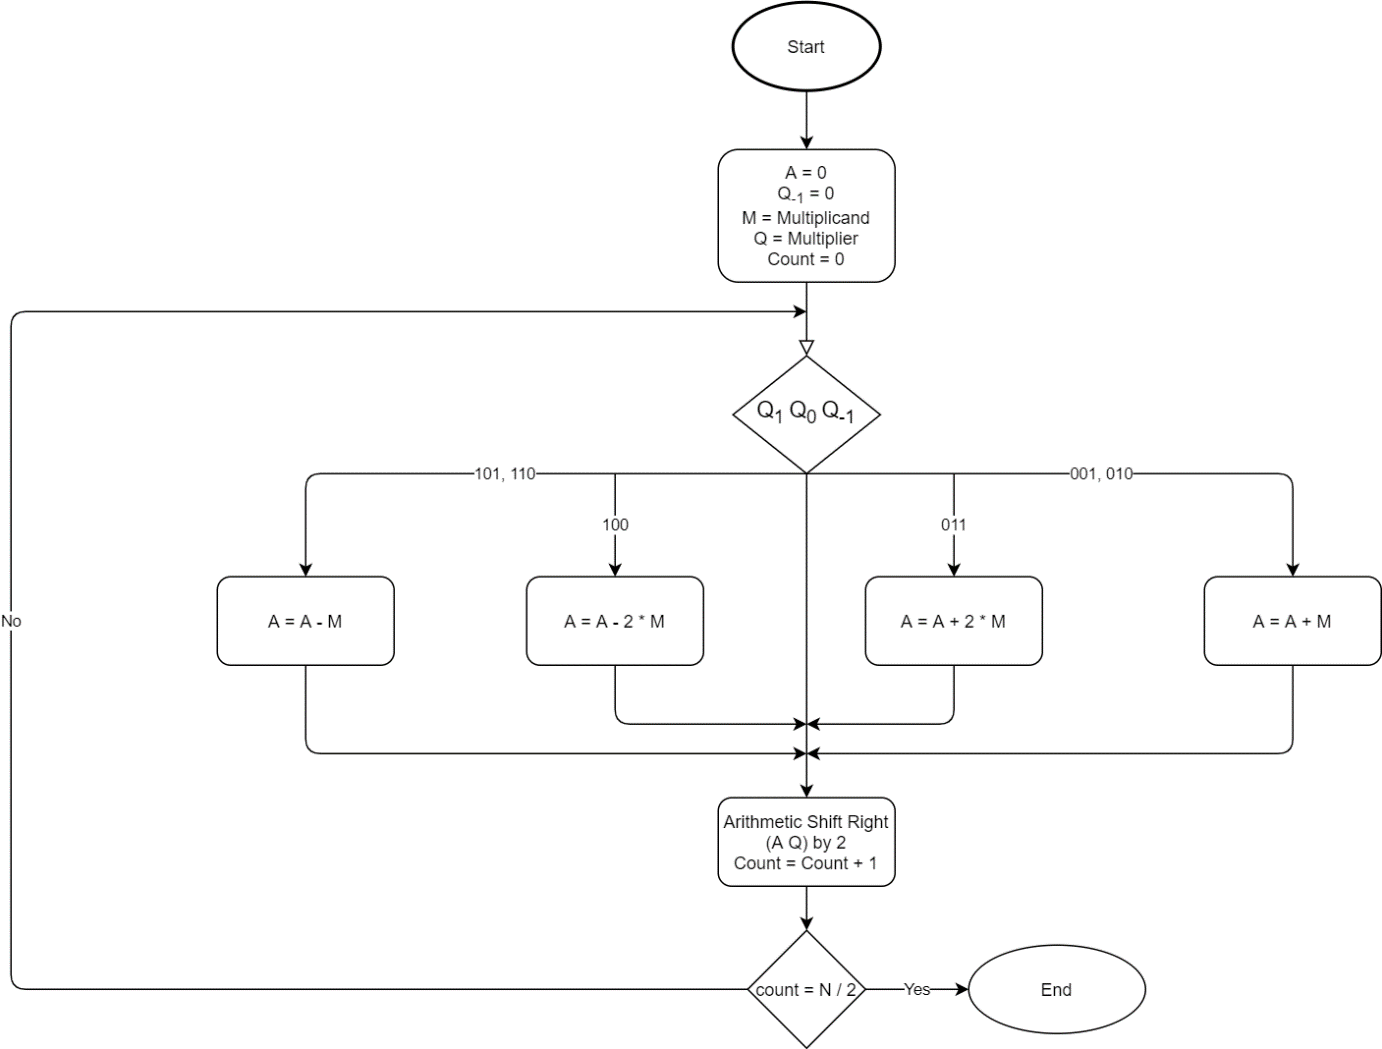 Start
A = 0
Q-1 = 0
M = Multiplicand
Q = Multiplier
Count = 0
Q1 Q0 Q-1
101, 110
001, 010
100
011
A = A - M
A = A - 2 * M
A = A + 2 * M
A = A + M
No
Arithmetic Shift Right
(A Q) by 2
Count = Count + 1
count = N / 2
Yes
End